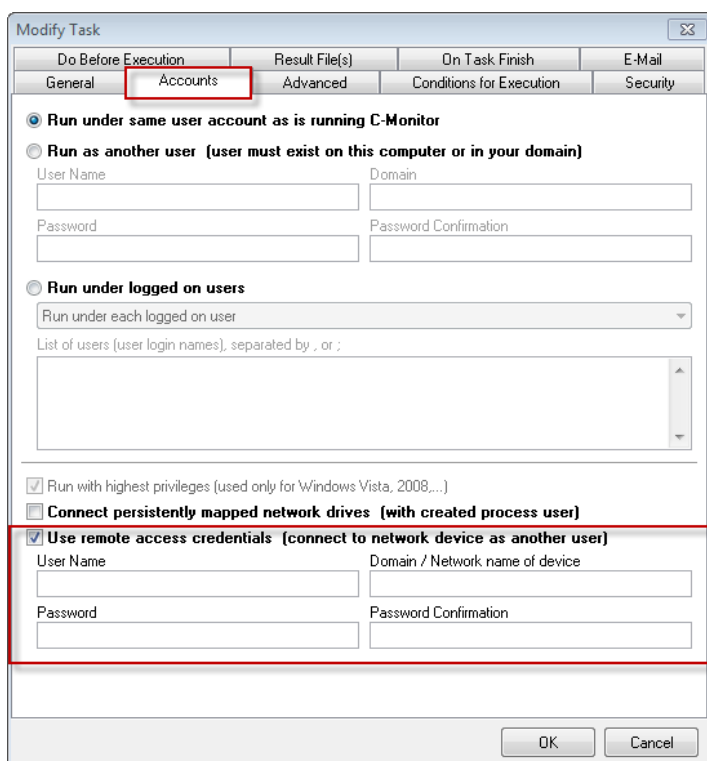 Modify Task
Do Before Execution Result File(s) On Task Finish E-Mail
General Accounts Advanced Conditions for Execution Security
Run under same user account as is running C-Monitor
Run as another user (user must exist on this computer or in your domain)
User Name Domain
Password Password Confirmation
Run under logged on users
Run under each logged on user
List of users (user login names), separated by , or ;
Run with highest privileges (used only for Windows Vista, 2008,...)
Connect persistently mapped network drives (with created process user)
Use remote access credentials (connect to network device as another user)
User Name Domain / Network name of device
Password Password Confirmation
OK Cancel